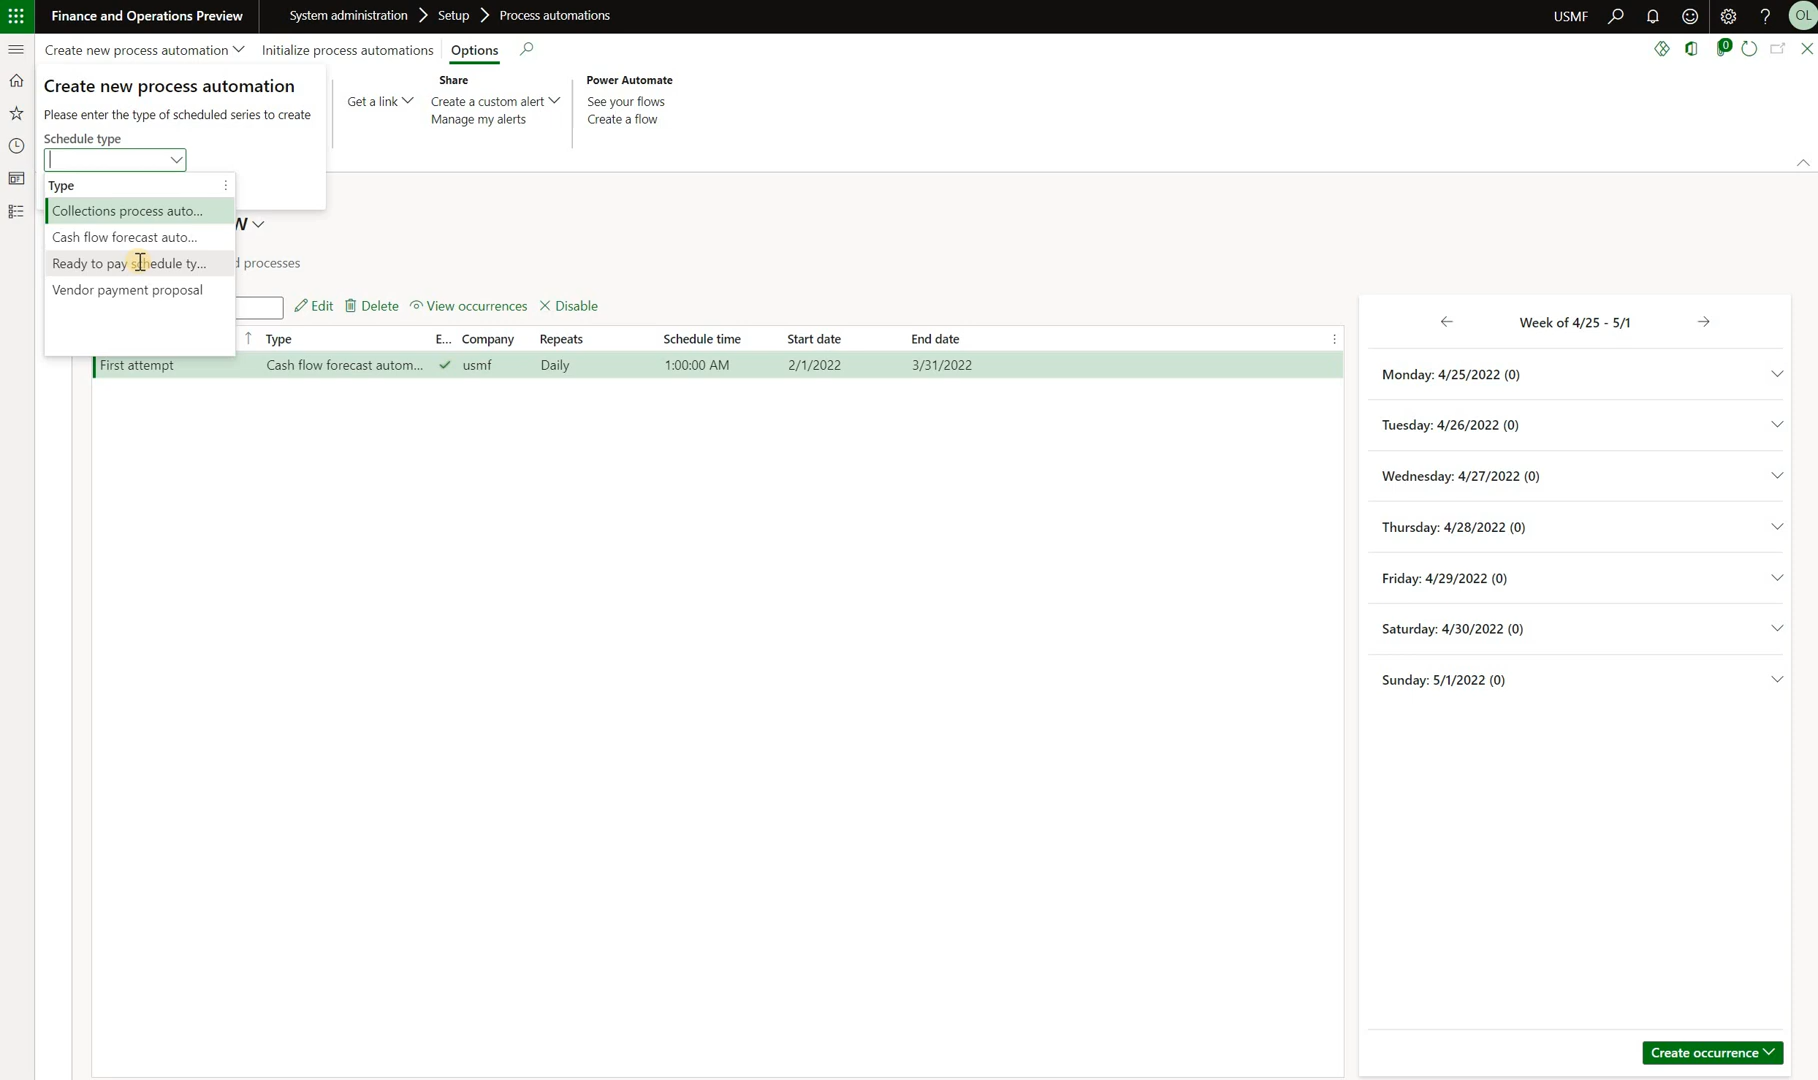 Finance and Operations Preview
System administration > Setup > Process automations
USMF
OL
Create new process automation
Initialize process automations
Options
0
Create new process automation
Please enter the type of scheduled series to create
Schedule type
Type
Collections process auto...
Cash flow forecast auto...
Ready to pay schedule ty...
Vendor payment proposal
Get a link
Share
Create a custom alert
Manage my alerts
Power Automate
See your flows
Create a flow
processes
Edit
Delete
View occurrences
Disable
Type
E...
Company
Repeats
Schedule time
Start date
End date
First attempt
Cash flow forecast autom...
usmf
Daily
1:00:00 AM
2/1/2022
3/31/2022
Week of 4/25 - 5/1
Monday: 4/25/2022 (0)
Tuesday: 4/26/2022 (0)
Wednesday: 4/27/2022 (0)
Thursday: 4/28/2022 (0)
Friday: 4/29/2022 (0)
Saturday: 4/30/2022 (0)
Sunday: 5/1/2022 (0)
Create occurrence